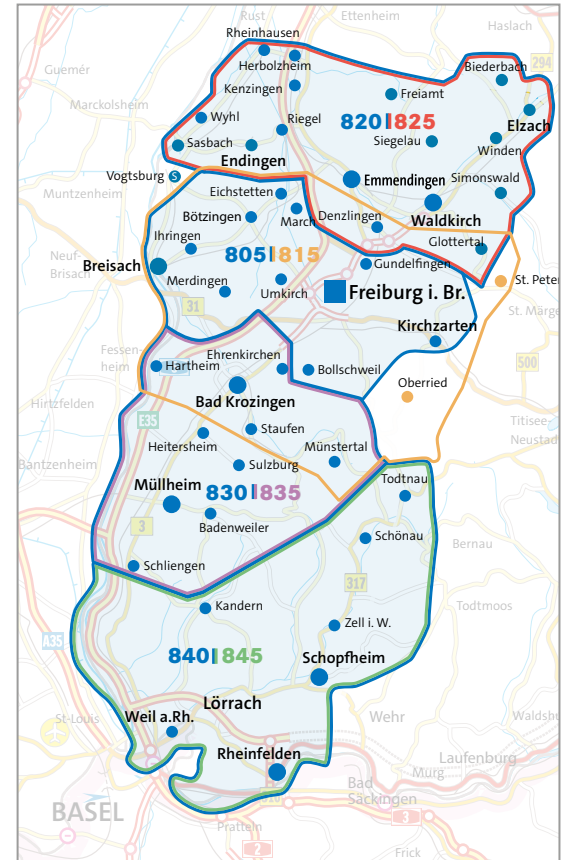 Rust
Ettenheim
Haslach
Rheinhausen
294
Guemér
Herbolzheim
Biederbach
Kenzingen
Freiamt
Marckolsheim
Wyhl
Riegel
820|825
Elzach
Sasbach
Siegelau
Winden
Endingen
Vogtsburg
S
Emmendingen
Simonswald
Muntzenheim
Eichstetten
Bötzingen
March
Denzlingen
Waldkirch
Ihringen
Glottertal
Neuf-
Brisach
Breisach
805|815
Gundelfingen
Merdingen
Umkirch
St. Peter
Freiburg i. Br.
31
St. Märge
Kirchzarten
Fessen-
heim
Ehrenkirchen
Hartheim
Bollschweil
500
Oberried
Bad Krozingen
Hirtzfelden
E35
Titisee-
Neustad
Staufen
Heitersheim
Münstertal
Bantzenheim
Sulzburg
Todtnau
Müllheim
830|835
3
Badenweiler
Schönau
Bernau
Schliengen
317
Kandern
Todtmoos
Zell i. W.
A35
840|845
Schopfheim
Lörrach
Weil a.Rh.
St-Louis
Wehr
Waldshu
Rheinfelden
Laufenburg
Murg
Bad
Säckingen
BASEL
3
Pratteln
2
Frick